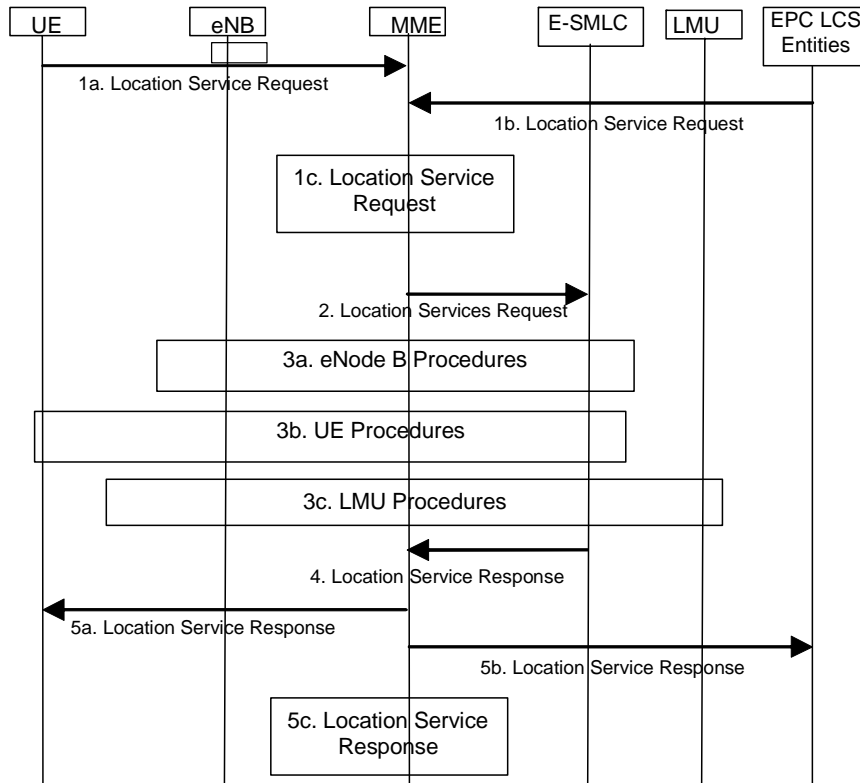 UE
eNB
MME
E-SMLC
LMU
EPC LCS
Entities
1a. Location Service Request
1b. Location Service Request
1c. Location Service
Request
2. Location Services Request
3a. eNode B Procedures
3b. UE Procedures
3c. LMU Procedures
4. Location Service Response
5a. Location Service Response
5b. Location Service Response
5c. Location Service
Response